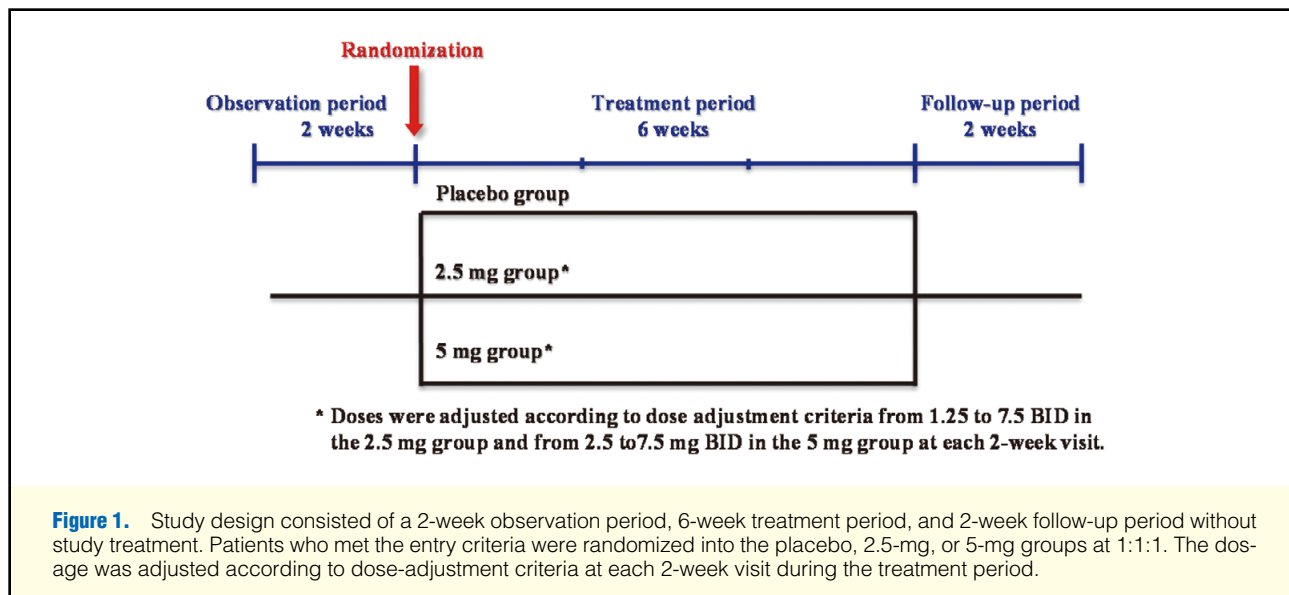 Randomization
Observation period
2 weeks
Treatment period
6 weeks
Follow-up period
2 weeks
Placebo group
2.5 mg group*
5 mg group*
* Doses were adjusted according to dose adjustment criteria from 1.25 to 7.5 BID in
the 2.5 mg group and from 2.5 to7.5 mg BID in the 5 mg group at each 2-week visit.
Figure 1. Study design consisted of a 2-week observation period, 6-week treatment period, and 2-week follow-up period without
study treatment. Patients who met the entry criteria were randomized into the placebo, 2.5-mg, or 5-mg groups at 1:1:1. The dos-
age was adjusted according to dose-adjustment criteria at each 2-week visit during the treatment period.